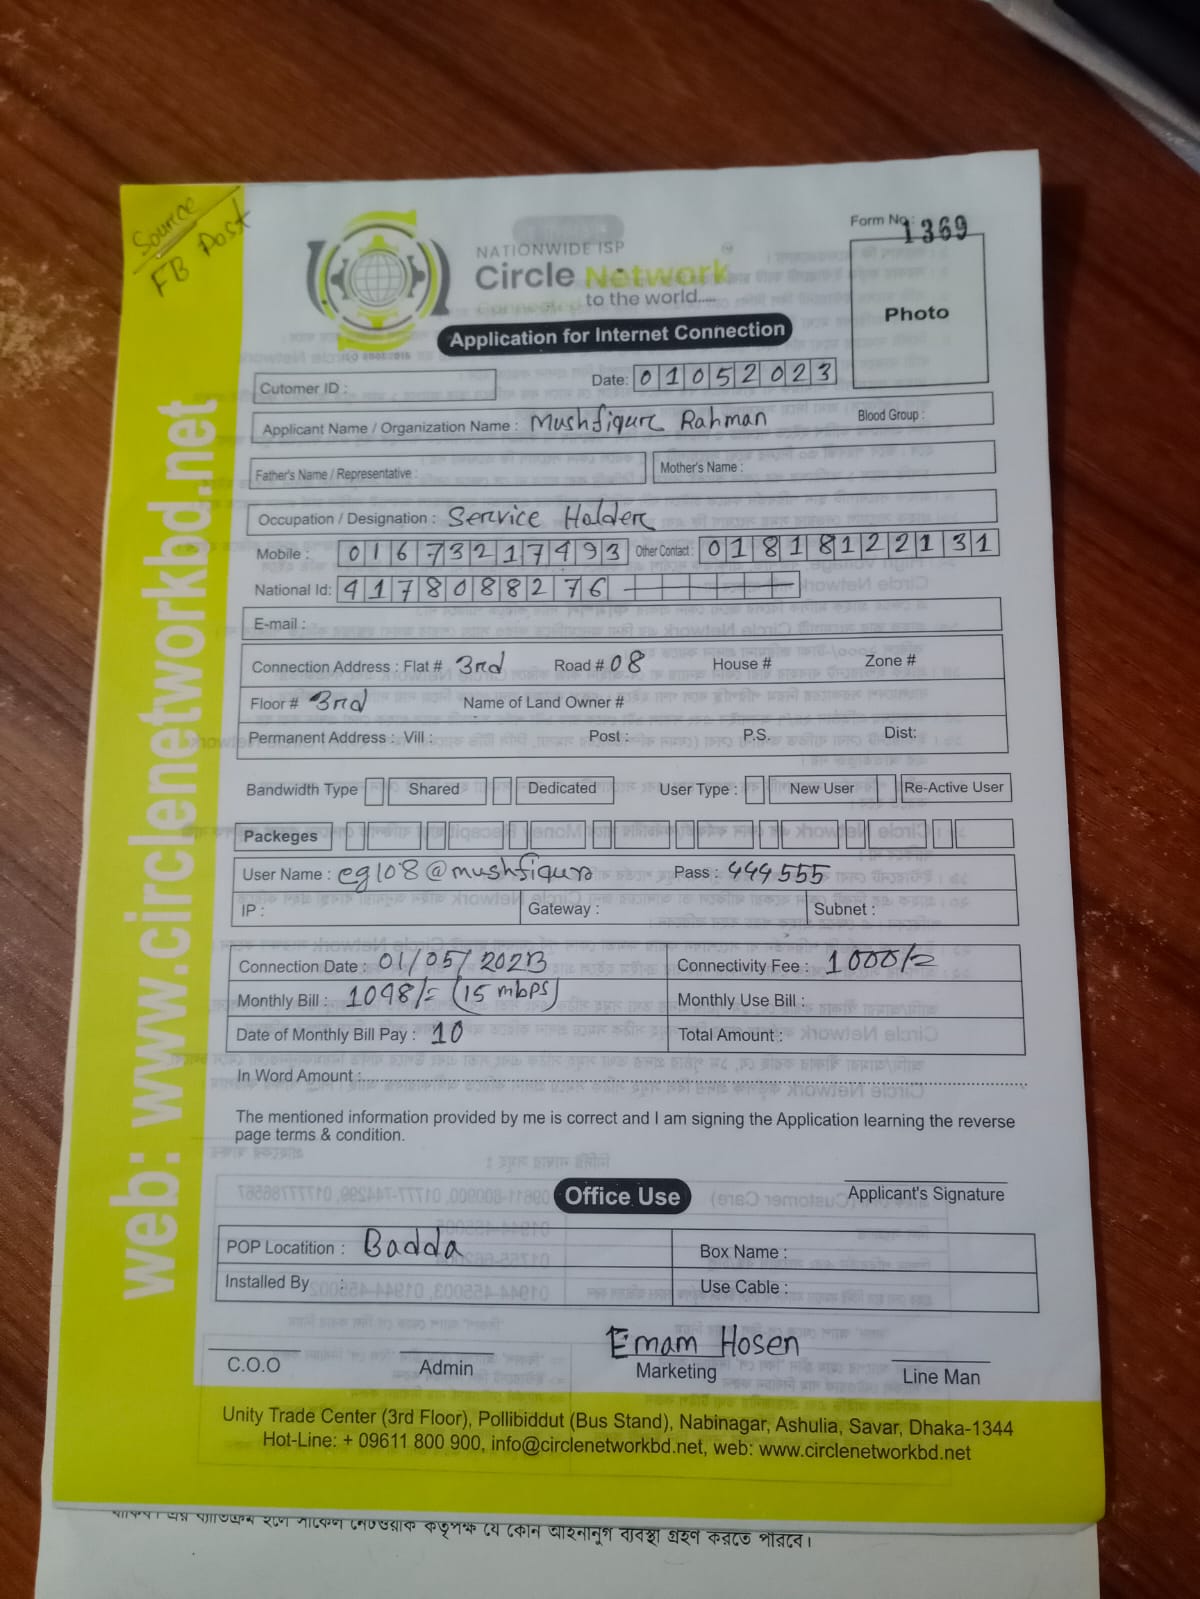 Source
FB Post
Form No : 1369
NATIONWIDE ISP
Circle Network
to the world.....
Photo
Application for Internet Connection
Cutomer ID :
Date: 01052023
Applicant Name / Organization Name : Mushfiqur Rahman
Blood Group :
Father's Name / Representative :
Mother's Name :
Occupation / Designation : Service Holder
Mobile : 01673217493 Other Contact : 01818122131
National Id: 4178088276
E-mail :
Connection Address : Flat # 3rd Road # 08 House # Zone #
Floor # 3rd Name of Land Owner #
Permanent Address : Vill : Post : P.S. Dist:
Bandwidth Type Shared Dedicated User Type : New User Re-Active User
Packeges
User Name : eg108@mushfiqur Pass : 444555
IP : Gateway : Subnet :
Connection Date : 01/05/2023 Connectivity Fee : 1000/=
Monthly Bill : 1098/= (15 mbps) Monthly Use Bill :
Date of Monthly Bill Pay : 10 Total Amount :
In Word Amount :
The mentioned information provided by me is correct and I am signing the Application learning the reverse
page terms & condition.
Applicant's Signature
Office Use
POP Locatition : Badda Box Name :
Installed By : Use Cable :
Emam Hosen
C.O.O Admin Marketing Line Man
Unity Trade Center (3rd Floor), Pollibiddut (Bus Stand), Nabinagar, Ashulia, Savar, Dhaka-1344
Hot-Line: + 09611 800 900, info@circlenetworkbd.net, web: www.circlenetworkbd.net
web: www.circlenetworkbd.net
ব্যতিক্রম হলে সার্কেল নেটওয়ার্ক কর্তৃপক্ষ যে কোন আইনানুগ ব্যবস্থা গ্রহণ করতে পারবে।